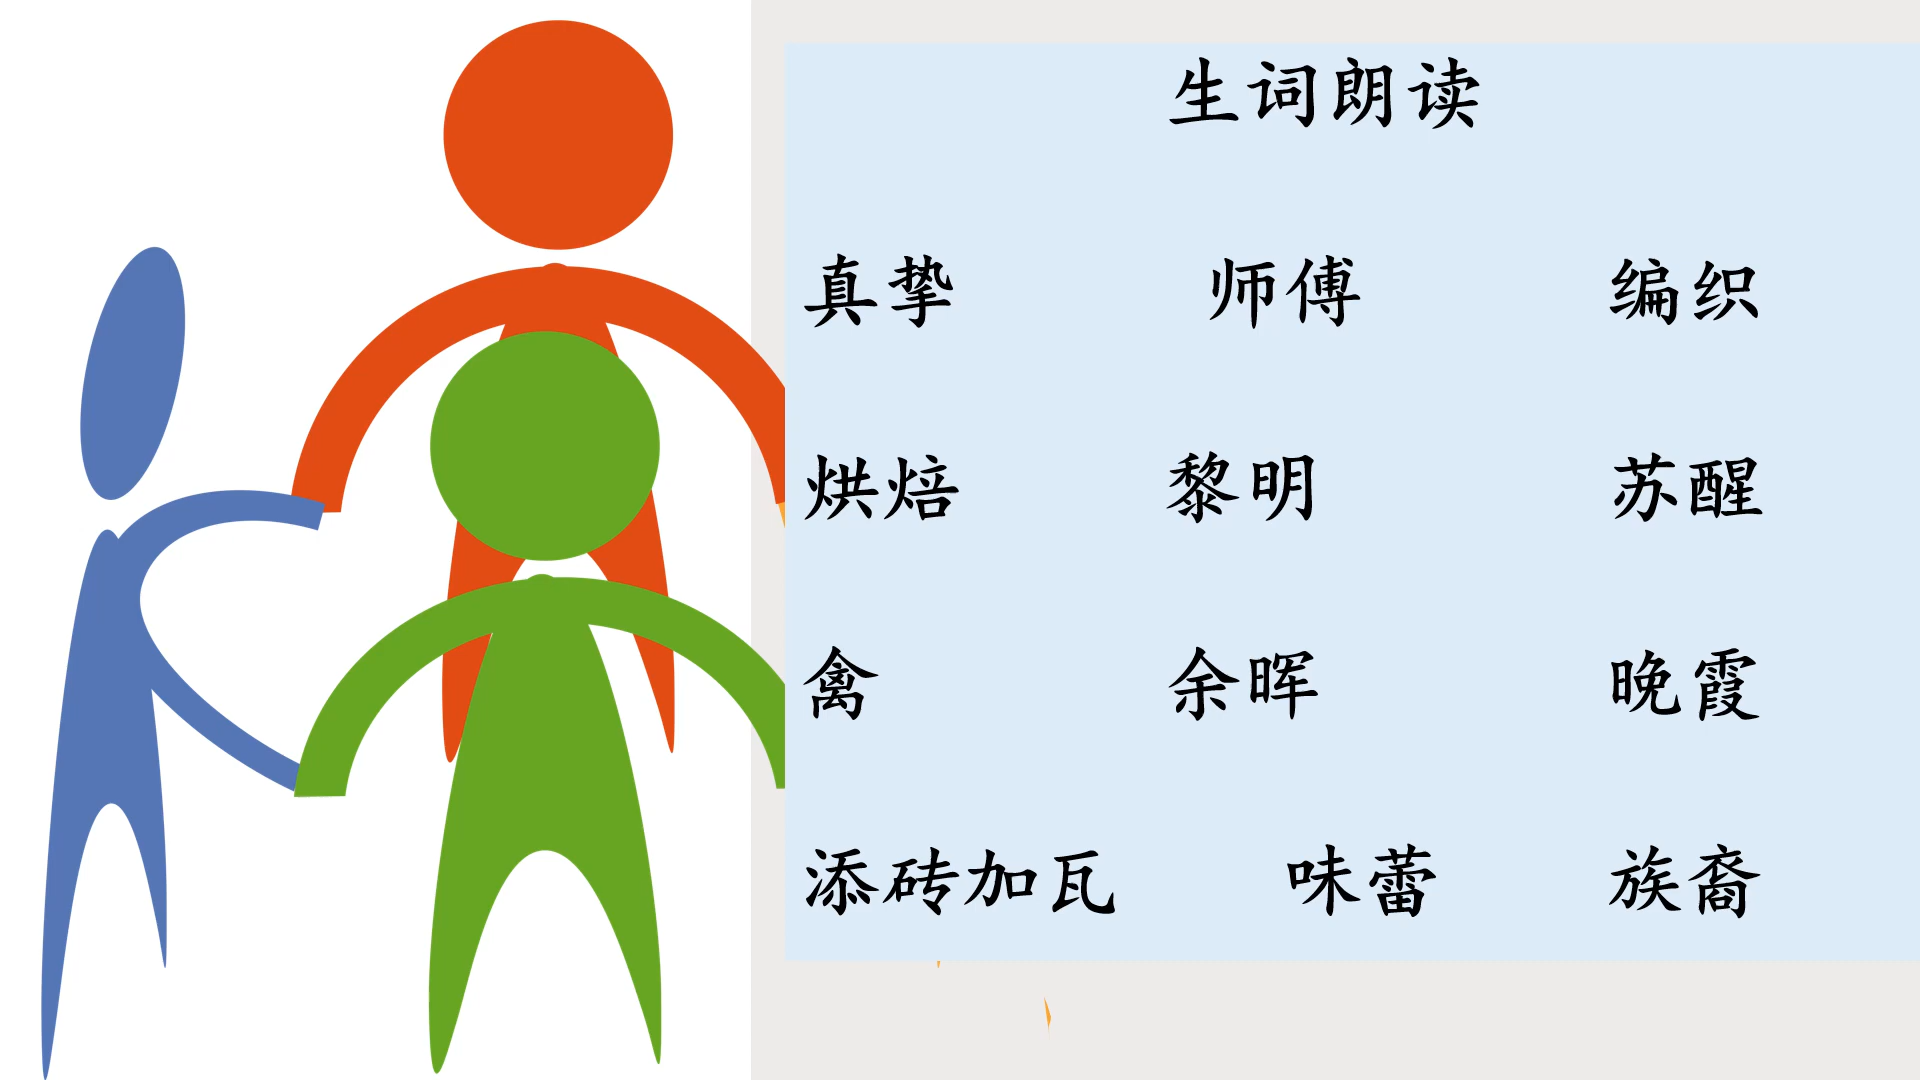 生词朗读
真挚 师傅 编织
烘焙 黎明 苏醒
禽 余晖 晚霞
添砖加瓦 味蕾 族裔